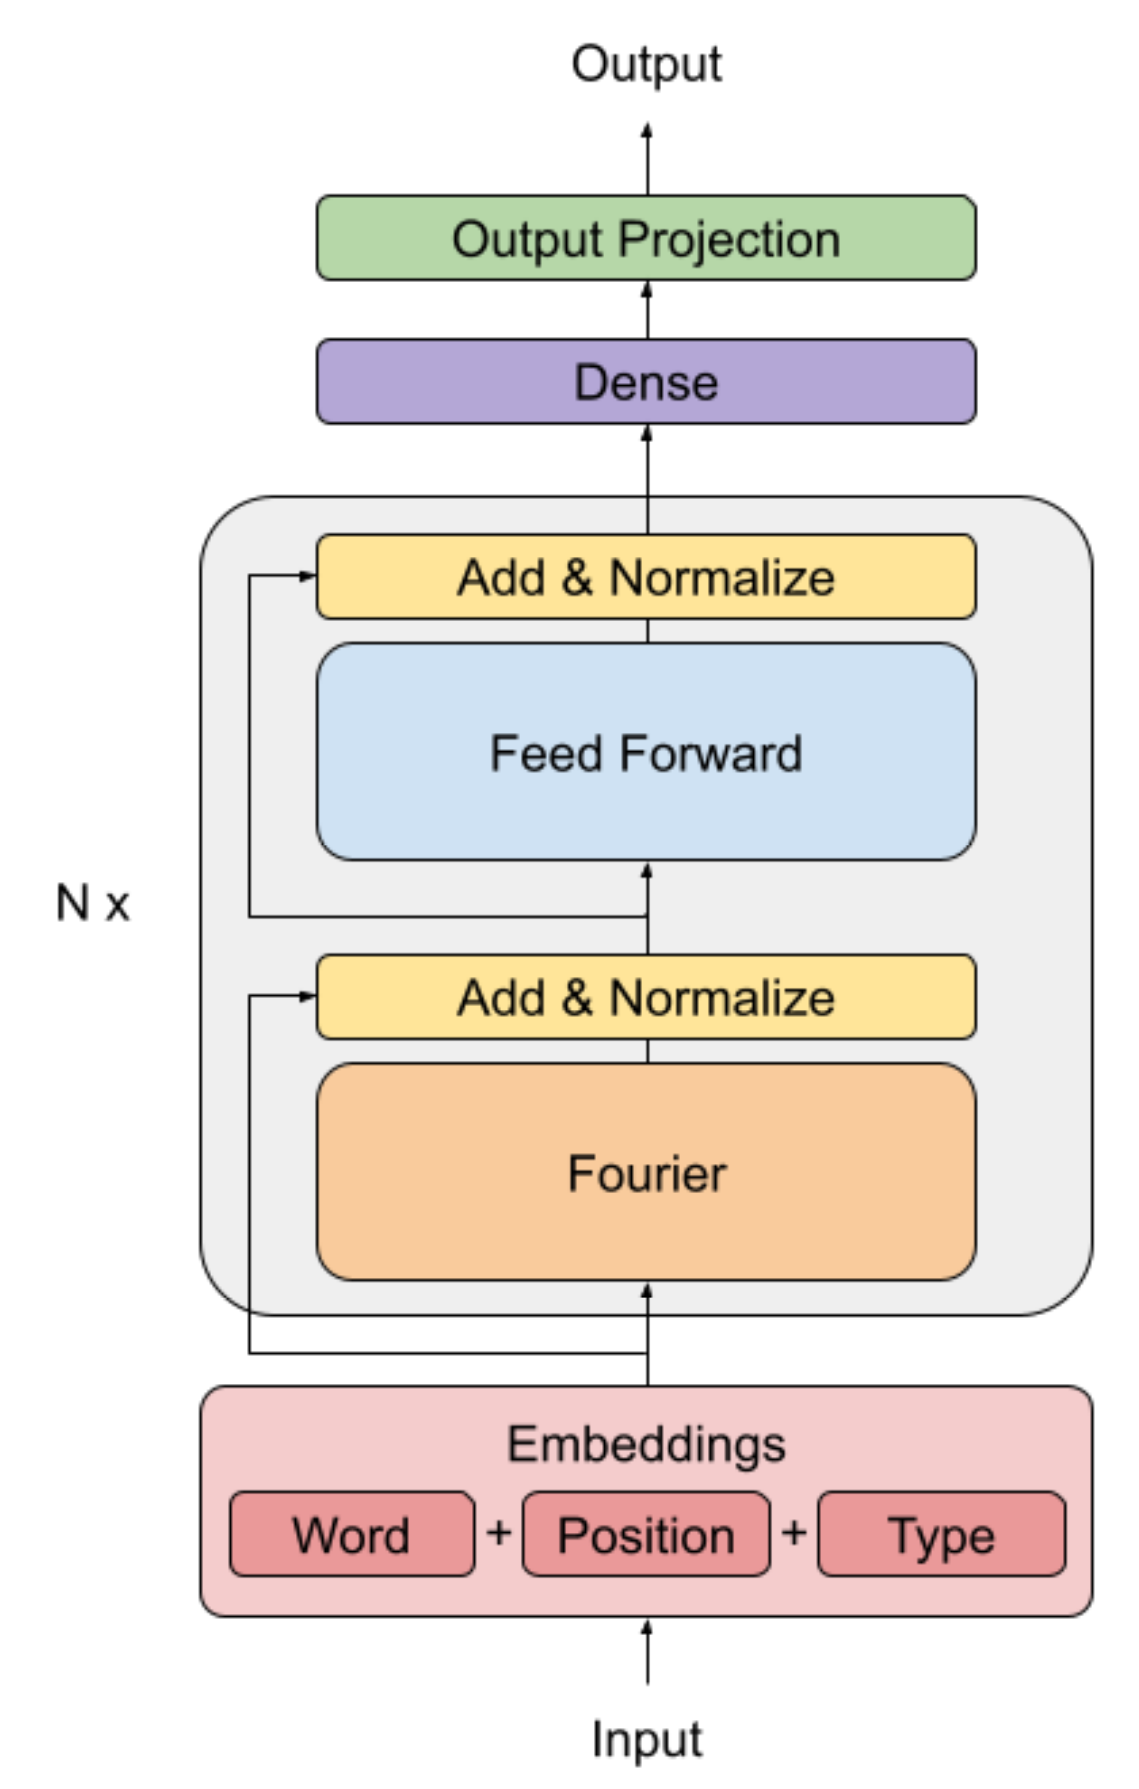 Output
Output Projection
Dense
Add & Normalize
Feed Forward
N x
Add & Normalize
Fourier
Embeddings
Word + Position + Type
Input